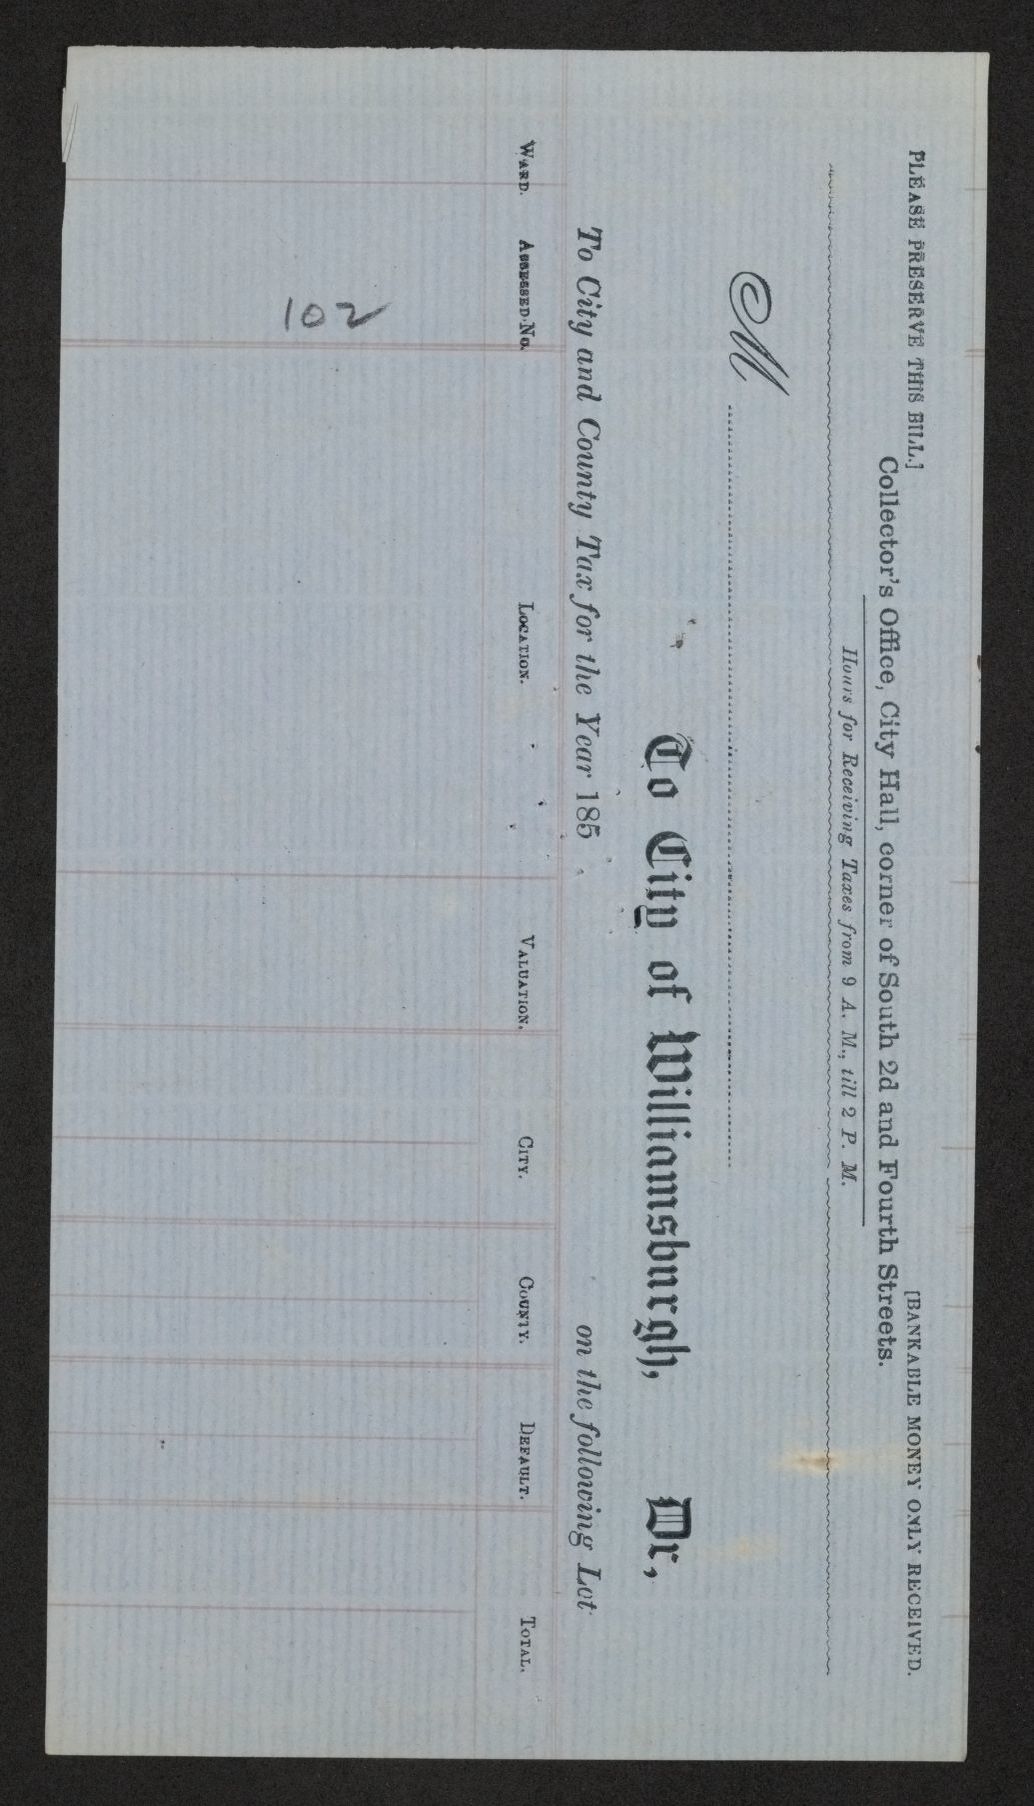 PLEASE PRESERVE THIS BILL.] [BANKABLE MONEY ONLY RECEIVED.
Collector's Office, City Hall, corner of South 2d and Fourth Streets.
Hours for Receiving Taxes from 9 A. M., till 2 P. M.
M
To City of Williamsburgh, Dr,
To City and County Tax for the Year 185 on the following Lot
WARD. ASSESSED No. LOCATION. VALUATION. CITY. COUNTY. DEFAULT. TOTAL.
102